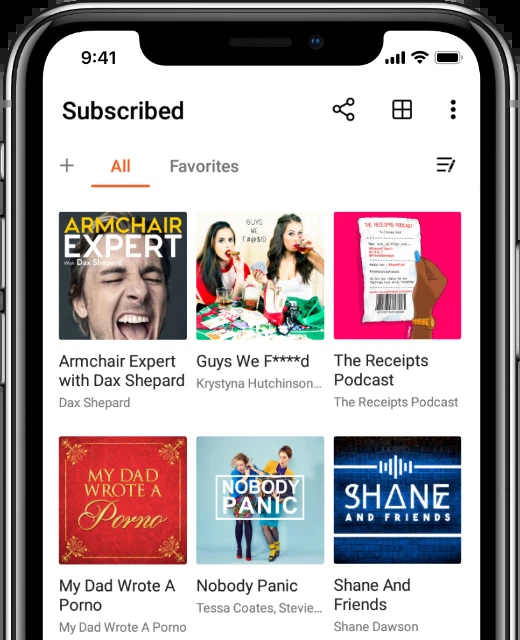 9:41
Subscribed
All
Favorites
ARMCHAIR
EXPERT
with Dax Shepard
GUYS
WE
F#@$!D
THE RECEIPTS PODCAST
MY DAD
WROTE A
Porno
NOBODY
PANIC
SHANE
AND FRIENDS
Armchair Expert
with Dax Shepard
Dax Shepard
Guys We F****d
Krystyna Hutchinson...
The Receipts
Podcast
The Receipts Podcast
My Dad Wrote A
Porno
My Dad Wrote A Porno
Nobody Panic
Tessa Coates, Stevie...
Shane And
Friends
Shane Dawson